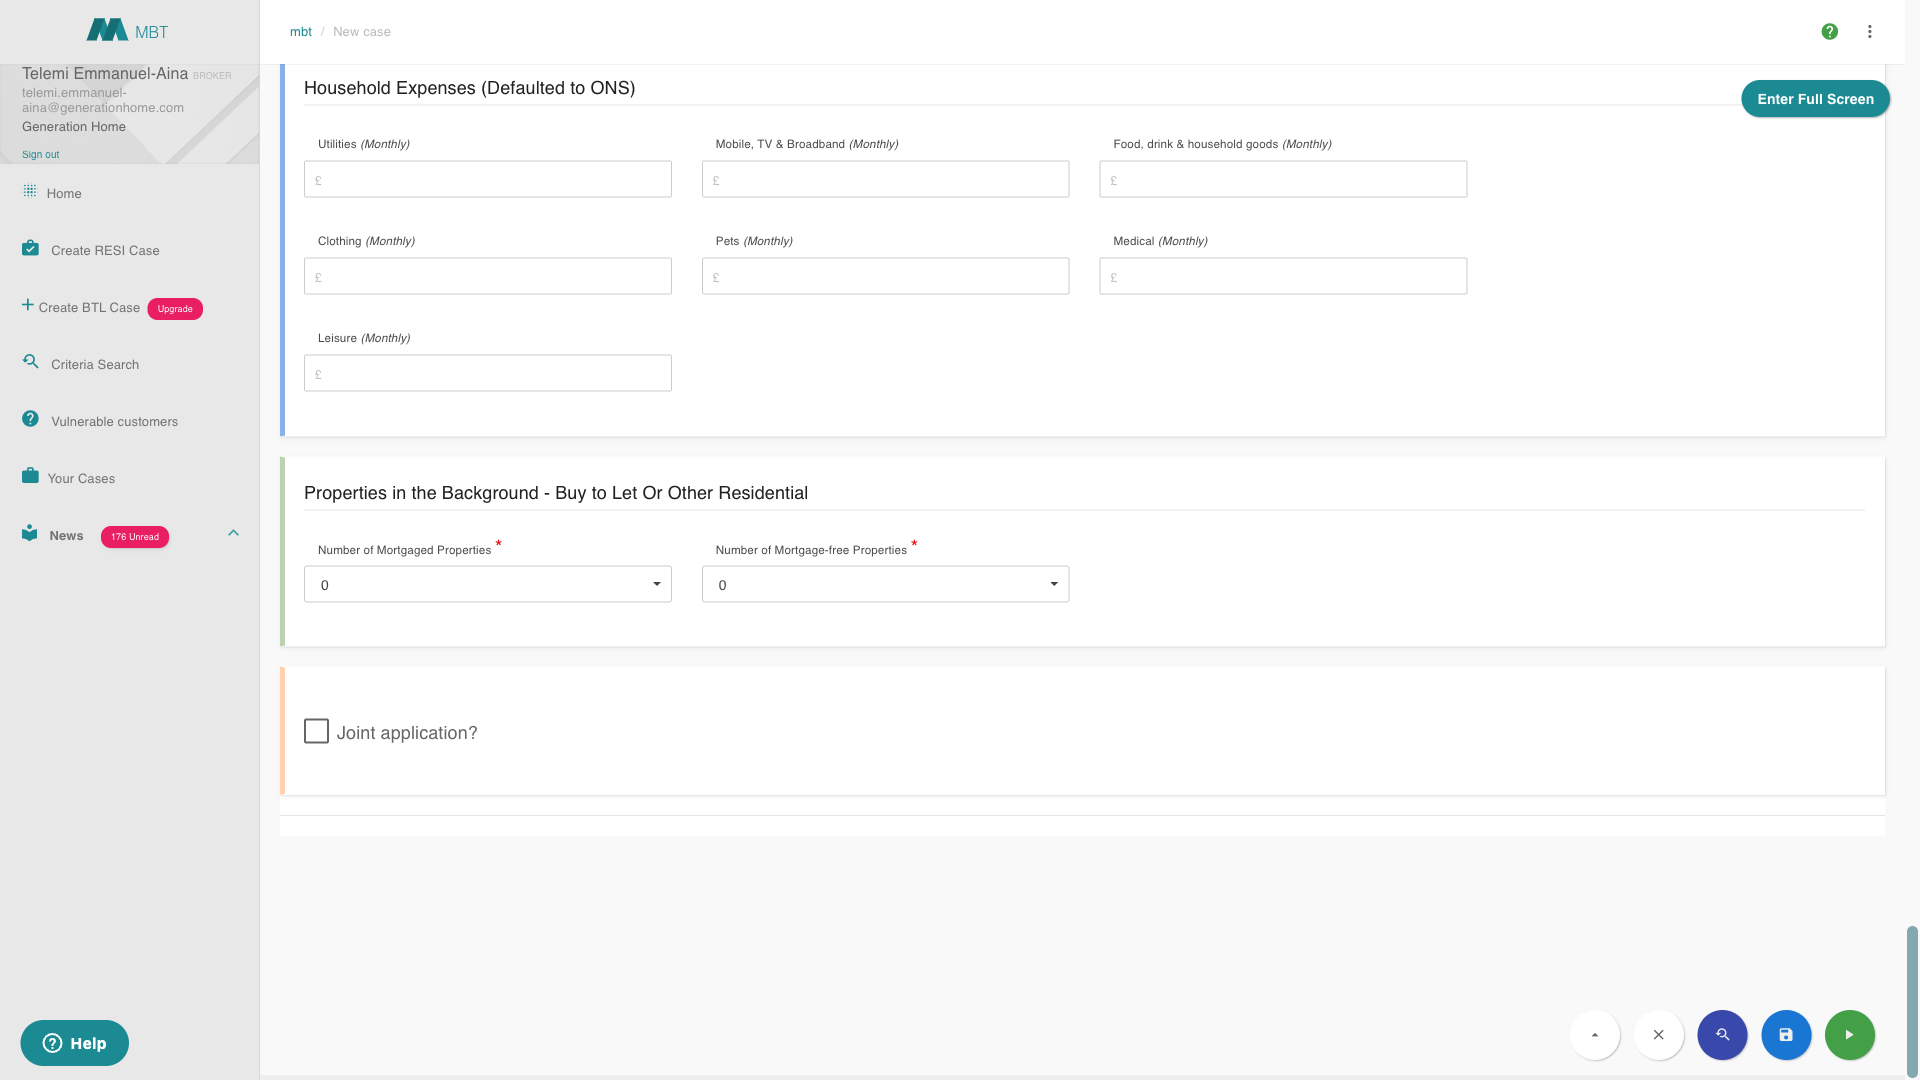 MBT
mbt / New case
Telemi Emmanuel-Aina BROKER
telemi.emmanuel-
aina@generationhome.com
Generation Home
Sign out
Home
Create RESI Case
Create BTL Case Upgrade
Criteria Search
Vulnerable customers
Your Cases
News 176 Unread
Help
Household Expenses (Defaulted to ONS)
Enter Full Screen
Utilities (Monthly)
£
Mobile, TV & Broadband (Monthly)
£
Food, drink & household goods (Monthly)
£
Clothing (Monthly)
£
Pets (Monthly)
£
Medical (Monthly)
£
Leisure (Monthly)
£
Properties in the Background - Buy to Let Or Other Residential
Number of Mortgaged Properties *
0
Number of Mortgage-free Properties *
0
Joint application?